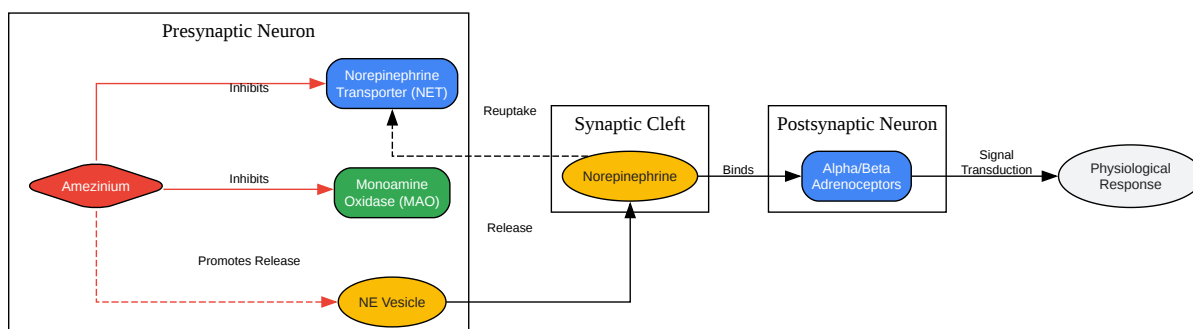 Presynaptic Neuron
Norepinephrine
Transporter (NET)
Inhibits
Reuptake
Synaptic Cleft
Postsynaptic Neuron
Amezinium
Inhibits
Monoamine
Oxidase (MAO)
Norepinephrine
Binds
Alpha/Beta
Adrenoceptors
Signal
Transduction
Physiological
Response
Release
Promotes Release
NE Vesicle